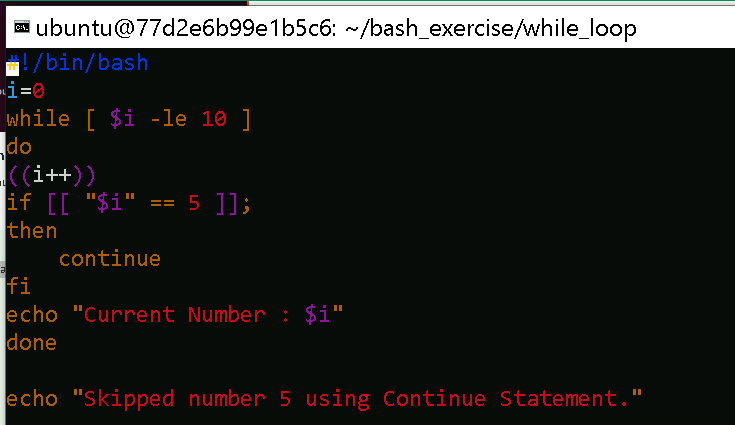 ubuntu@77d2e6b99e1b5c6: ~/bash_exercise/while_loop
#!/bin/bash
i=0
while [ $i -le 10 ]
do
((i++))
if [[ "$i" == 5 ]];
then
    continue
fi
echo "Current Number : $i"
done
echo "Skipped number 5 using Continue Statement."